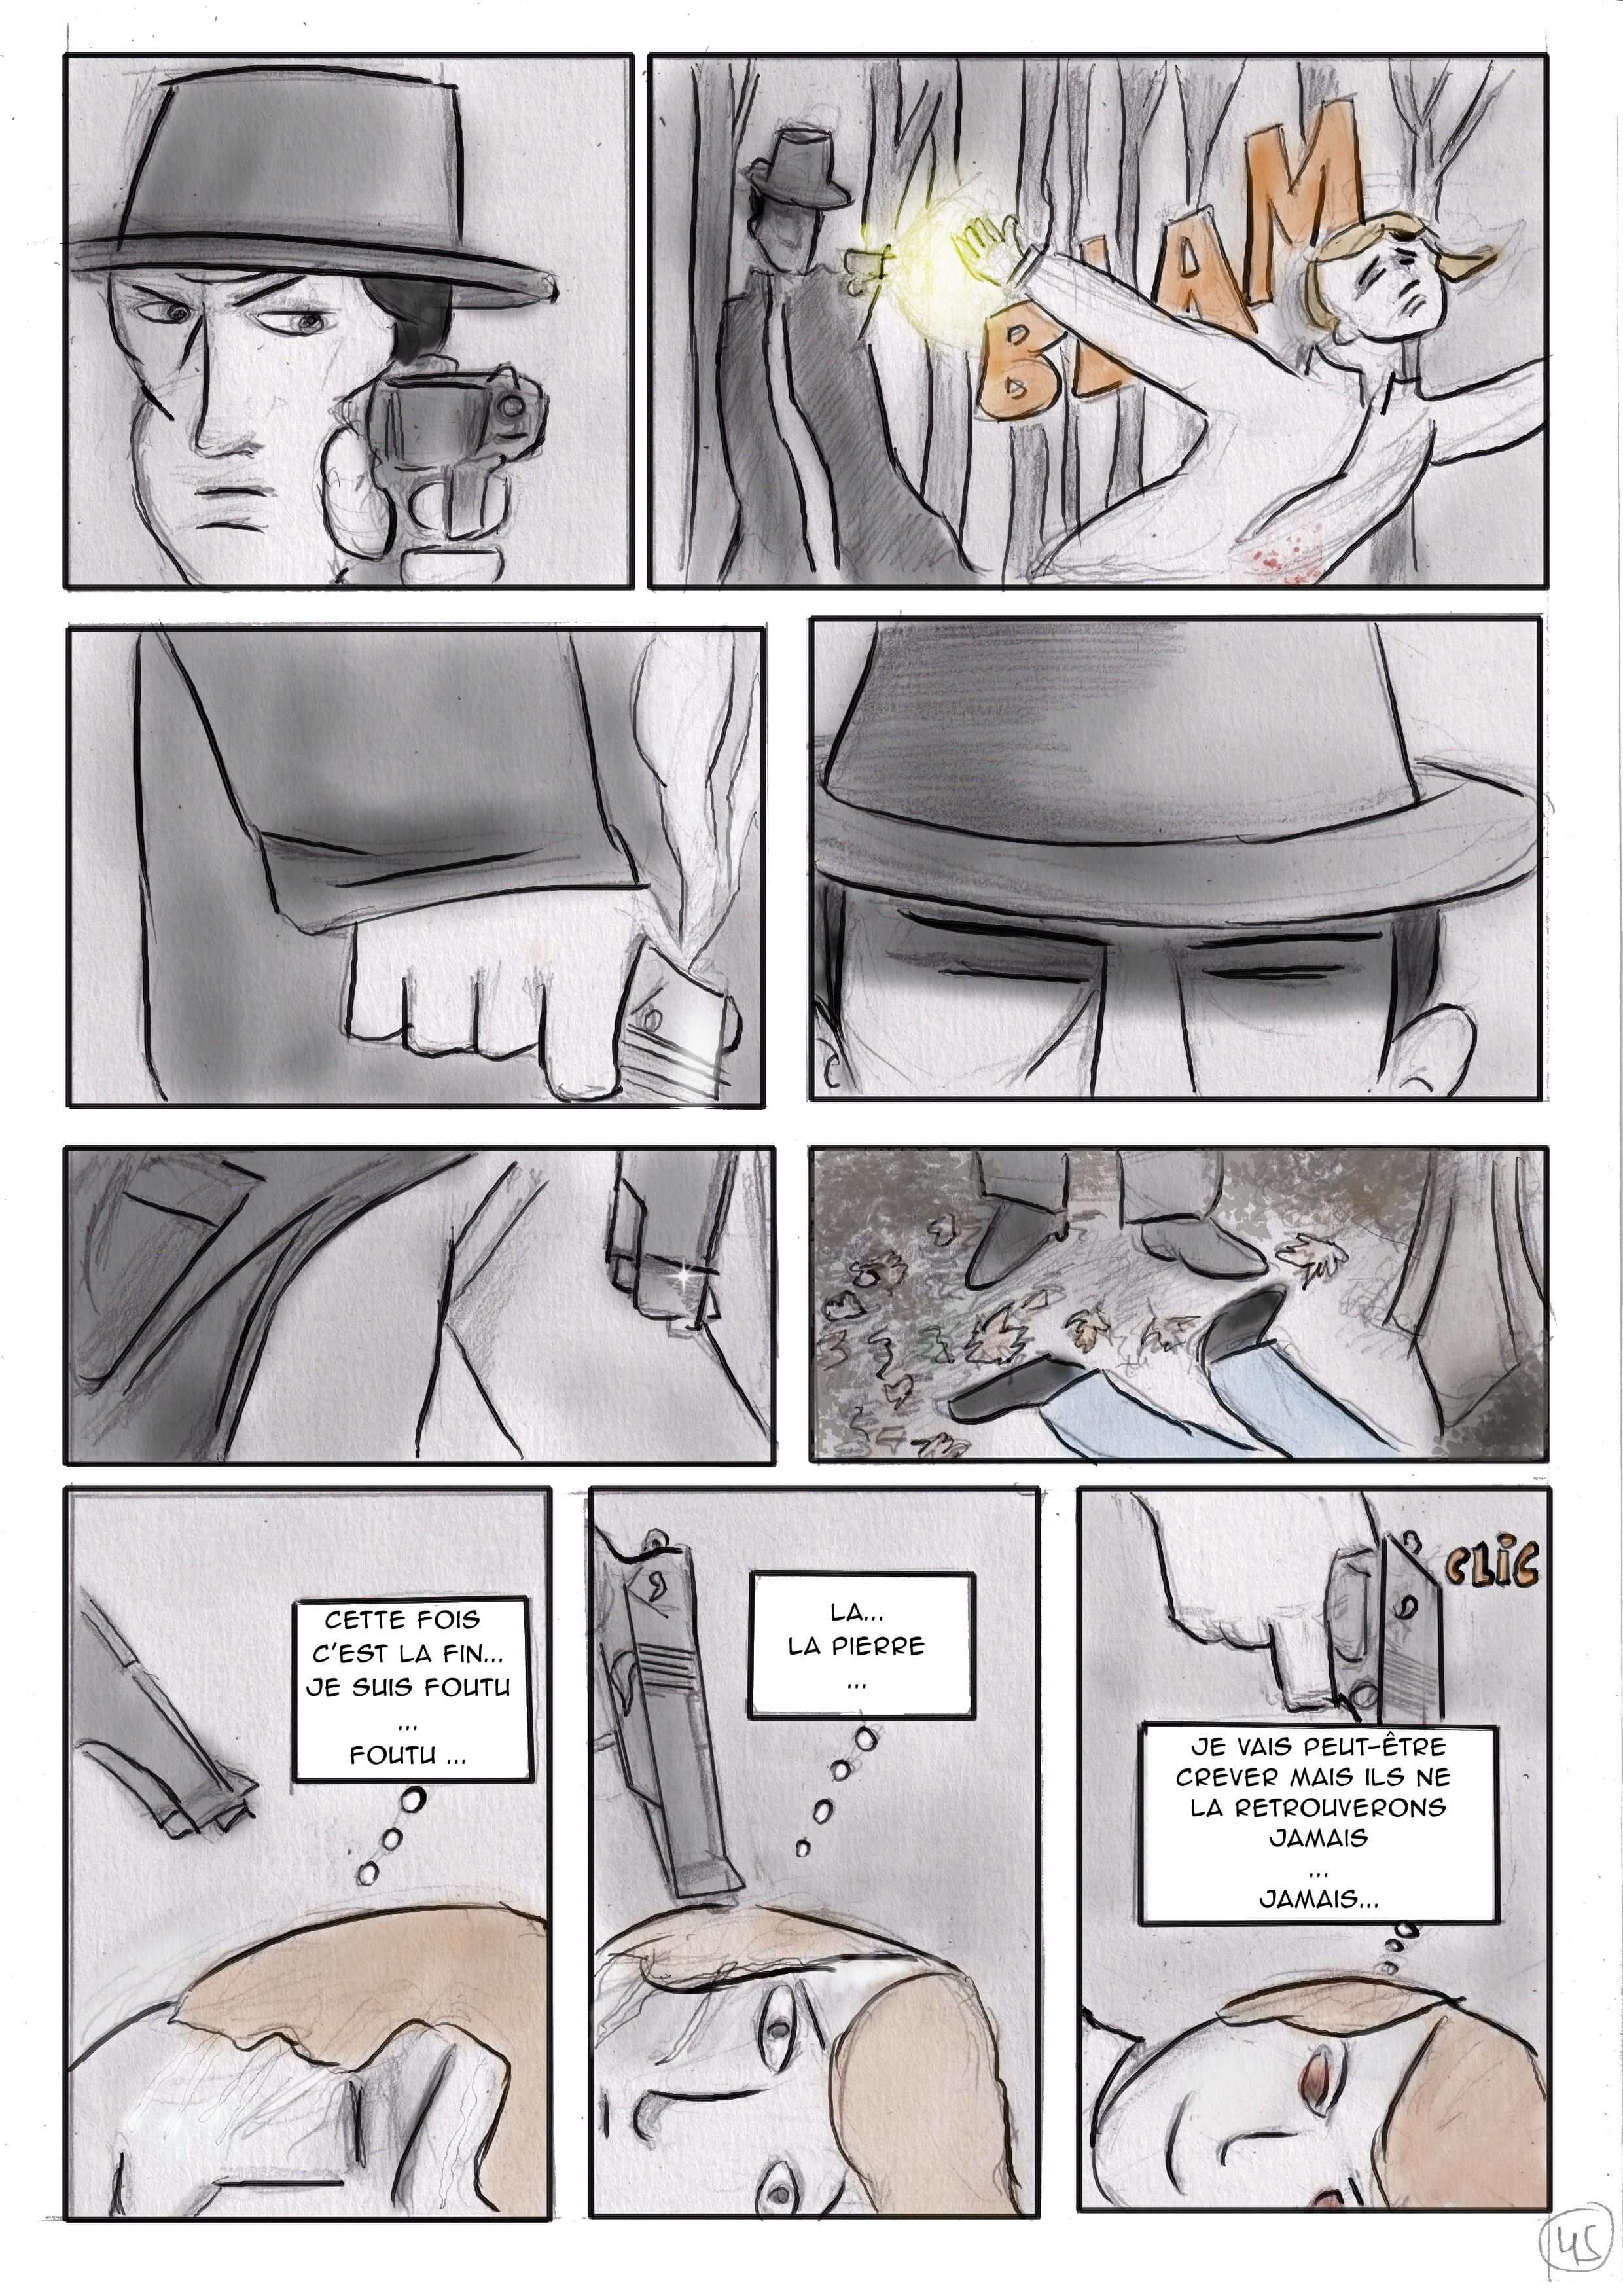 BLAM
CETTE FOIS
C'EST LA FIN...
JE SUIS FOUTU
...
FOUTU ...
LA...
LA PIERRE
...
CLIC
JE VAIS PEUT-ÊTRE
CREVER MAIS ILS NE
LA RETROUVERONS
JAMAIS
...
JAMAIS...
45